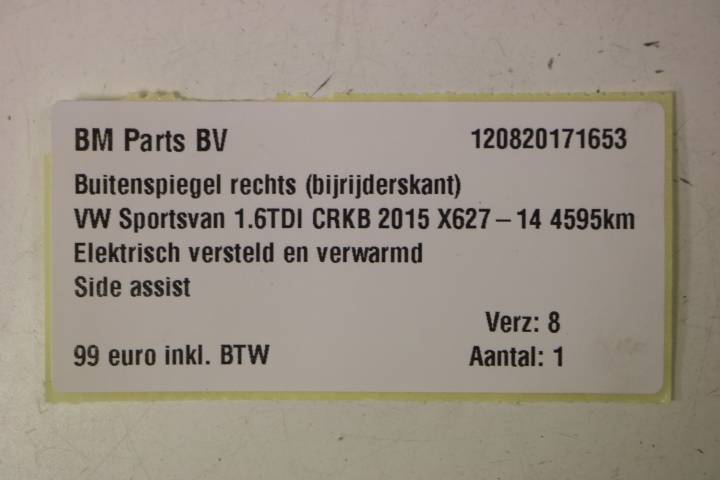 BM Parts BV 120820171653
Buitenspiegel rechts (bijrijderskant)
VW Sportsvan 1.6TDI CRKB 2015 X627 – 14 4595km
Elektrisch versteld en verwarmd
Side assist
Verz: 8
99 euro inkl. BTW Aantal: 1